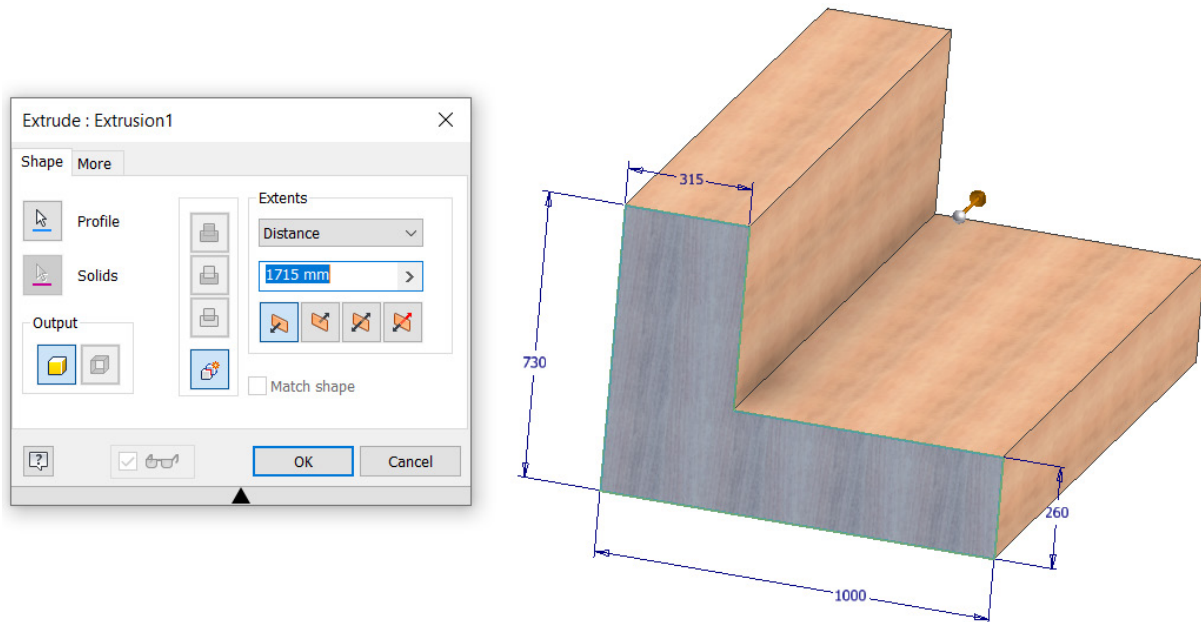 Extrude : Extrusion1
Shape
More
Profile
Solids
Output
Extents
Distance
1715 mm
Match shape
?
OK
Cancel
315
730
260
1000